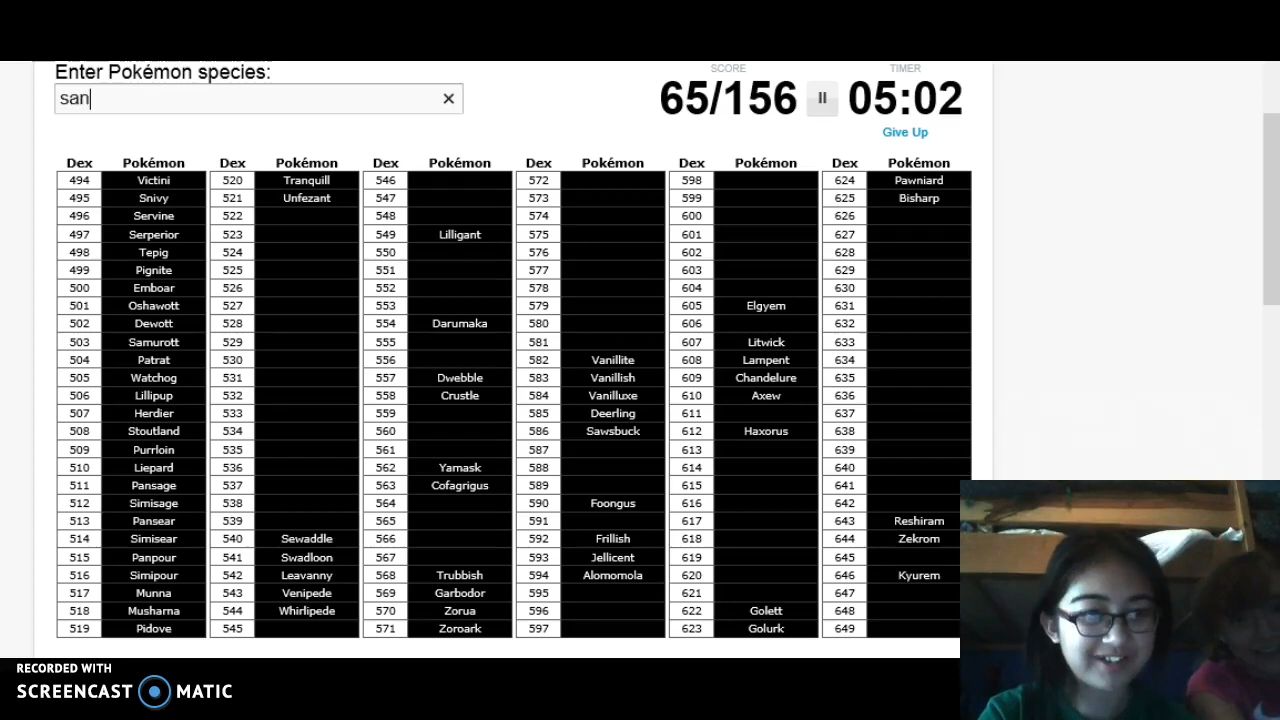 Enter Pokémon species:
SCORE
TIMER
san
65/156
05:02
Give Up
Dex Pokémon Dex Pokémon Dex Pokémon Dex Pokémon Dex Pokémon Dex Pokémon
494 Victini 520 Tranquill 546 572 598 624 Pawniard
495 Snivy 521 Unfezant 547 573 599 625 Bisharp
496 Servine 522 548 574 600 626
497 Serperior 523 549 Lilligant 575 601 627
498 Tepig 524 550 576 602 628
499 Pignite 525 551 577 603 629
500 Emboar 526 552 578 604 630
501 Oshawott 527 553 579 605 Elgyem 631
502 Dewott 528 554 Darumaka 580 606 632
503 Samurott 529 555 581 607 Litwick 633
504 Patrat 530 556 582 Vanillite 608 Lampent 634
505 Watchog 531 557 Dwebble 583 Vanillish 609 Chandelure 635
506 Lillipup 532 558 Crustle 584 Vanilluxe 610 Axew 636
507 Herdier 533 559 585 Deerling 611 637
508 Stoutland 534 560 586 Sawsbuck 612 Haxorus 638
509 Purrloin 535 561 587 613 639
510 Liepard 536 562 Yamask 588 614 640
511 Pansage 537 563 Cofagrigus 589 615 641
512 Simisage 538 564 590 Foongus 616 642
513 Pansear 539 565 591 617 643 Reshiram
514 Simisear 540 Sewaddle 566 592 Frillish 618 644 Zekrom
515 Panpour 541 Swadloon 567 593 Jellicent 619 645
516 Simipour 542 Leavanny 568 Trubbish 594 Alomomola 620 646 Kyurem
517 Munna 543 Venipede 569 Garbodor 595 621 647
518 Musharna 544 Whirlipede 570 Zorua 596 622 Golett 648
519 Pidove 545 571 Zoroark 597 623 Golurk 649
RECORDED WITH
SCREENCAST MATIC